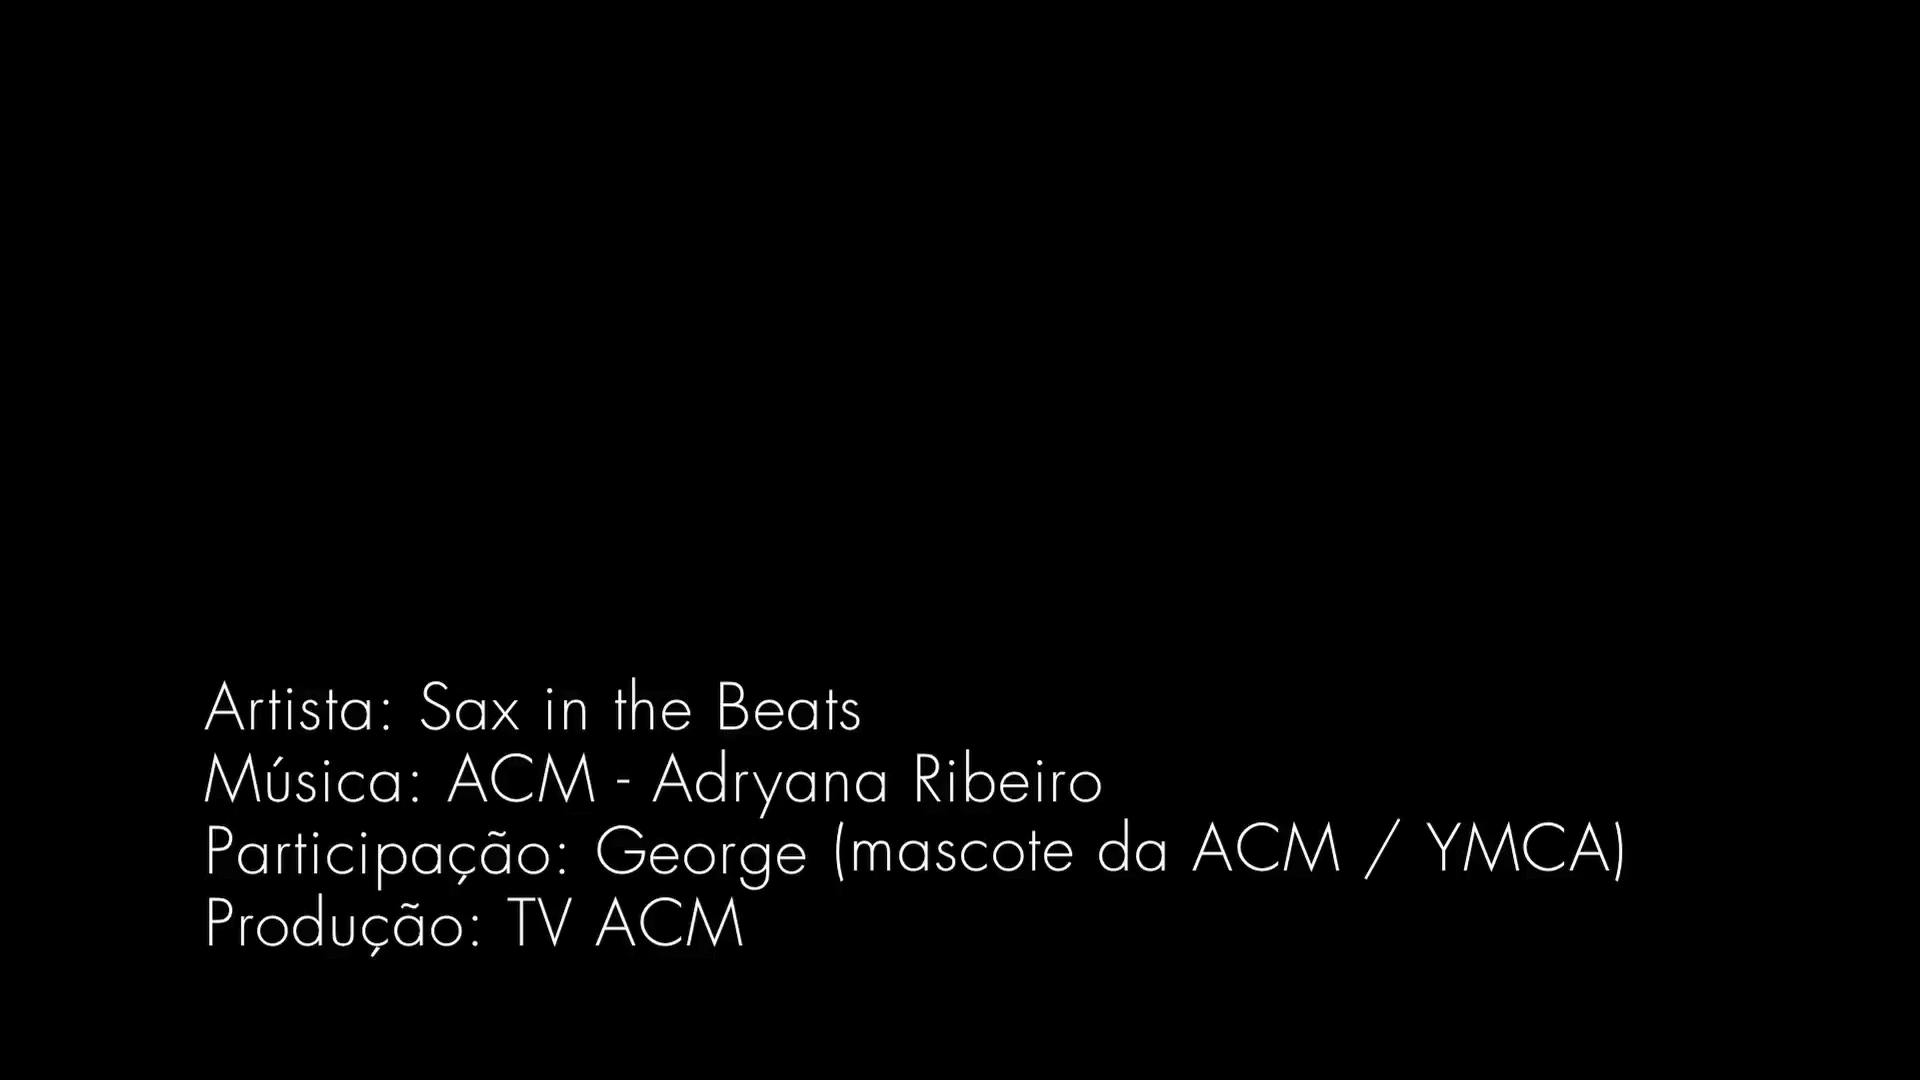 Artista: Sax in the Beats
Música: ACM - Adryana Ribeiro
Participação: George (mascote da ACM / YMCA)
Produção: TV ACM